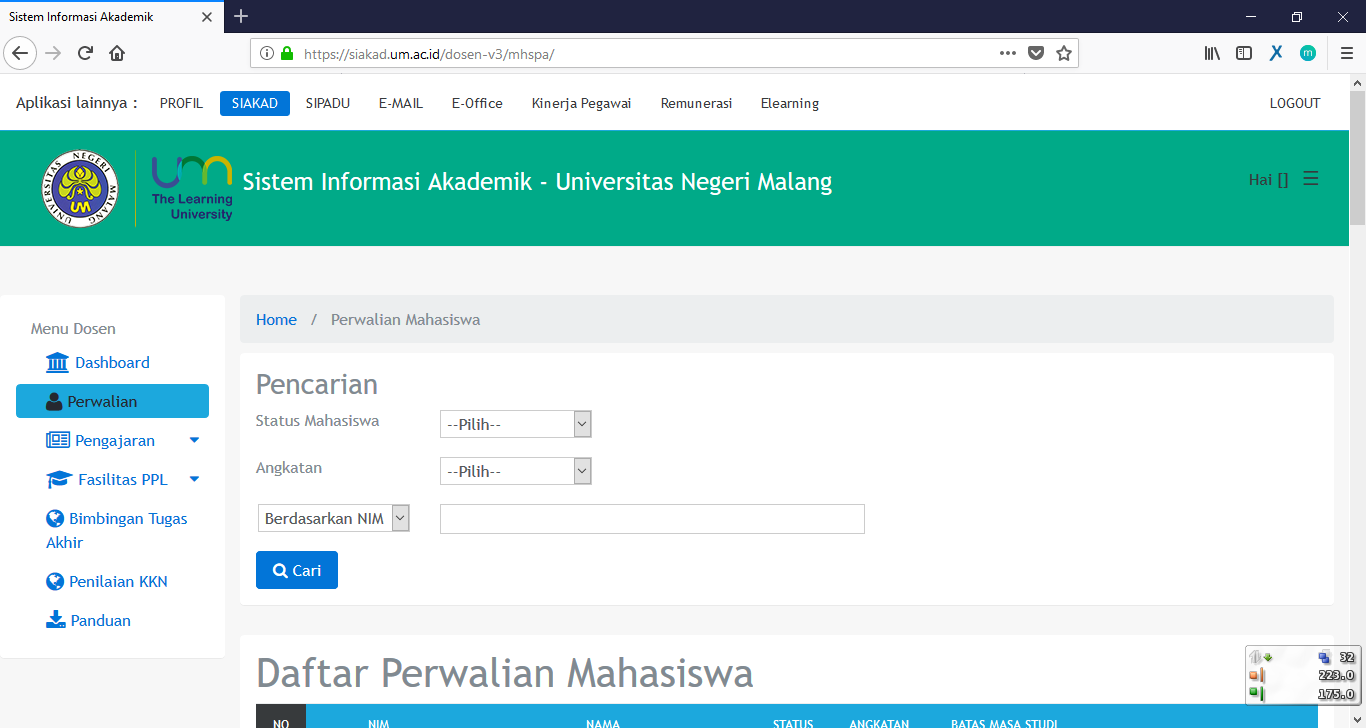 Sistem Informasi Akademik
https://siakad.um.ac.id/dosen-v3/mhspa/
Aplikasi lainnya : PROFIL SIAKAD SIPADU E-MAIL E-Office Kinerja Pegawai Remunerasi Elearning LOGOUT
UNIVERSITAS NEGERI MALANG
UM
um
The Learning
University
Sistem Informasi Akademik - Universitas Negeri Malang
Hai []
Menu Dosen
Dashboard
Perwalian
Pengajaran
Fasilitas PPL
Bimbingan Tugas
Akhir
Penilaian KKN
Panduan
Home / Perwalian Mahasiswa
Pencarian
Status Mahasiswa --Pilih--
Angkatan --Pilih--
Berdasarkan NIM
Cari
Daftar Perwalian Mahasiswa
NO NIM NAMA STATUS ANGKATAN BATAS MASA STUDI
32
223.0
175.0